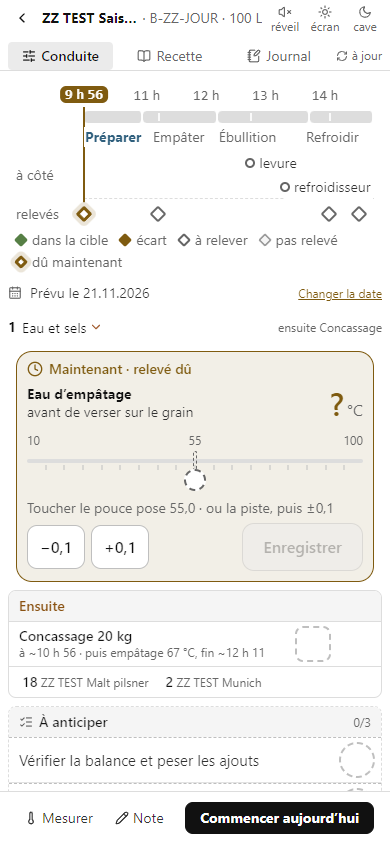 ZZ TEST Sais… · B-ZZ-JOUR · 100 L
réveil écran cave
Conduite Recette Journal à jour
9 h 56 11 h 12 h 13 h 14 h
Préparer Empâter Ébullition Refroidir
levure
à côté
refroidisseur
relevés
dans la cible écart à relever pas relevé
dû maintenant
Prévu le 21.11.2026 Changer la date
1 Eau et sels ensuite Concassage
Maintenant · relevé dû
Eau d’empâtage
avant de verser sur le grain
? °C
10 55 100
Toucher le pouce pose 55,0 · ou la piste, puis ±0,1
−0,1 +0,1 Enregistrer
Ensuite
Concassage 20 kg
à ~10 h 56 · puis empâtage 67 °C, fin ~12 h 11
18 ZZ TEST Malt pilsner 2 ZZ TEST Munich
À anticiper 0/3
Vérifier la balance et peser les ajouts
Mesurer Note Commencer aujourd’hui